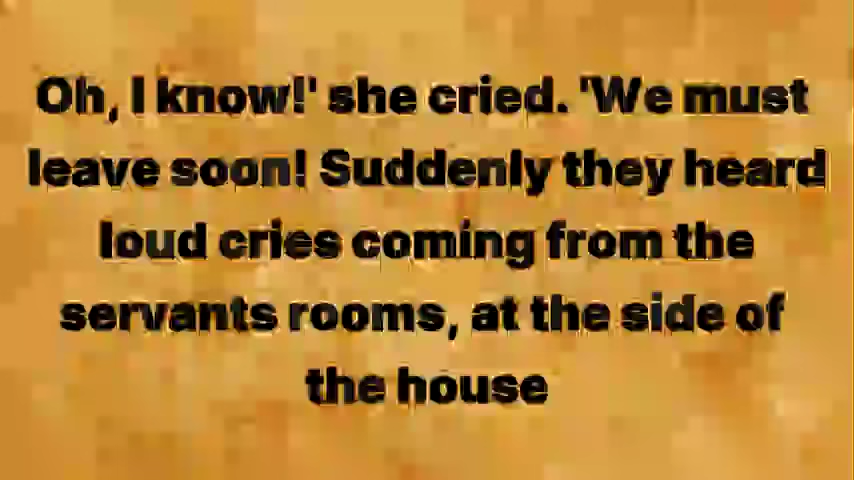 Oh, I know!' she cried. 'We must
leave soon! Suddenly they heard
loud cries coming from the
servants rooms, at the side of
the house